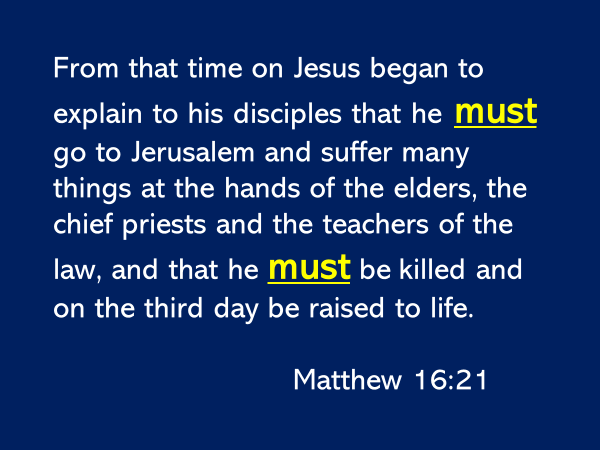 From that time on Jesus began to
explain to his disciples that he must
go to Jerusalem and suffer many
things at the hands of the elders, the
chief priests and the teachers of the
law, and that he must be killed and
on the third day be raised to life.
Matthew 16:21